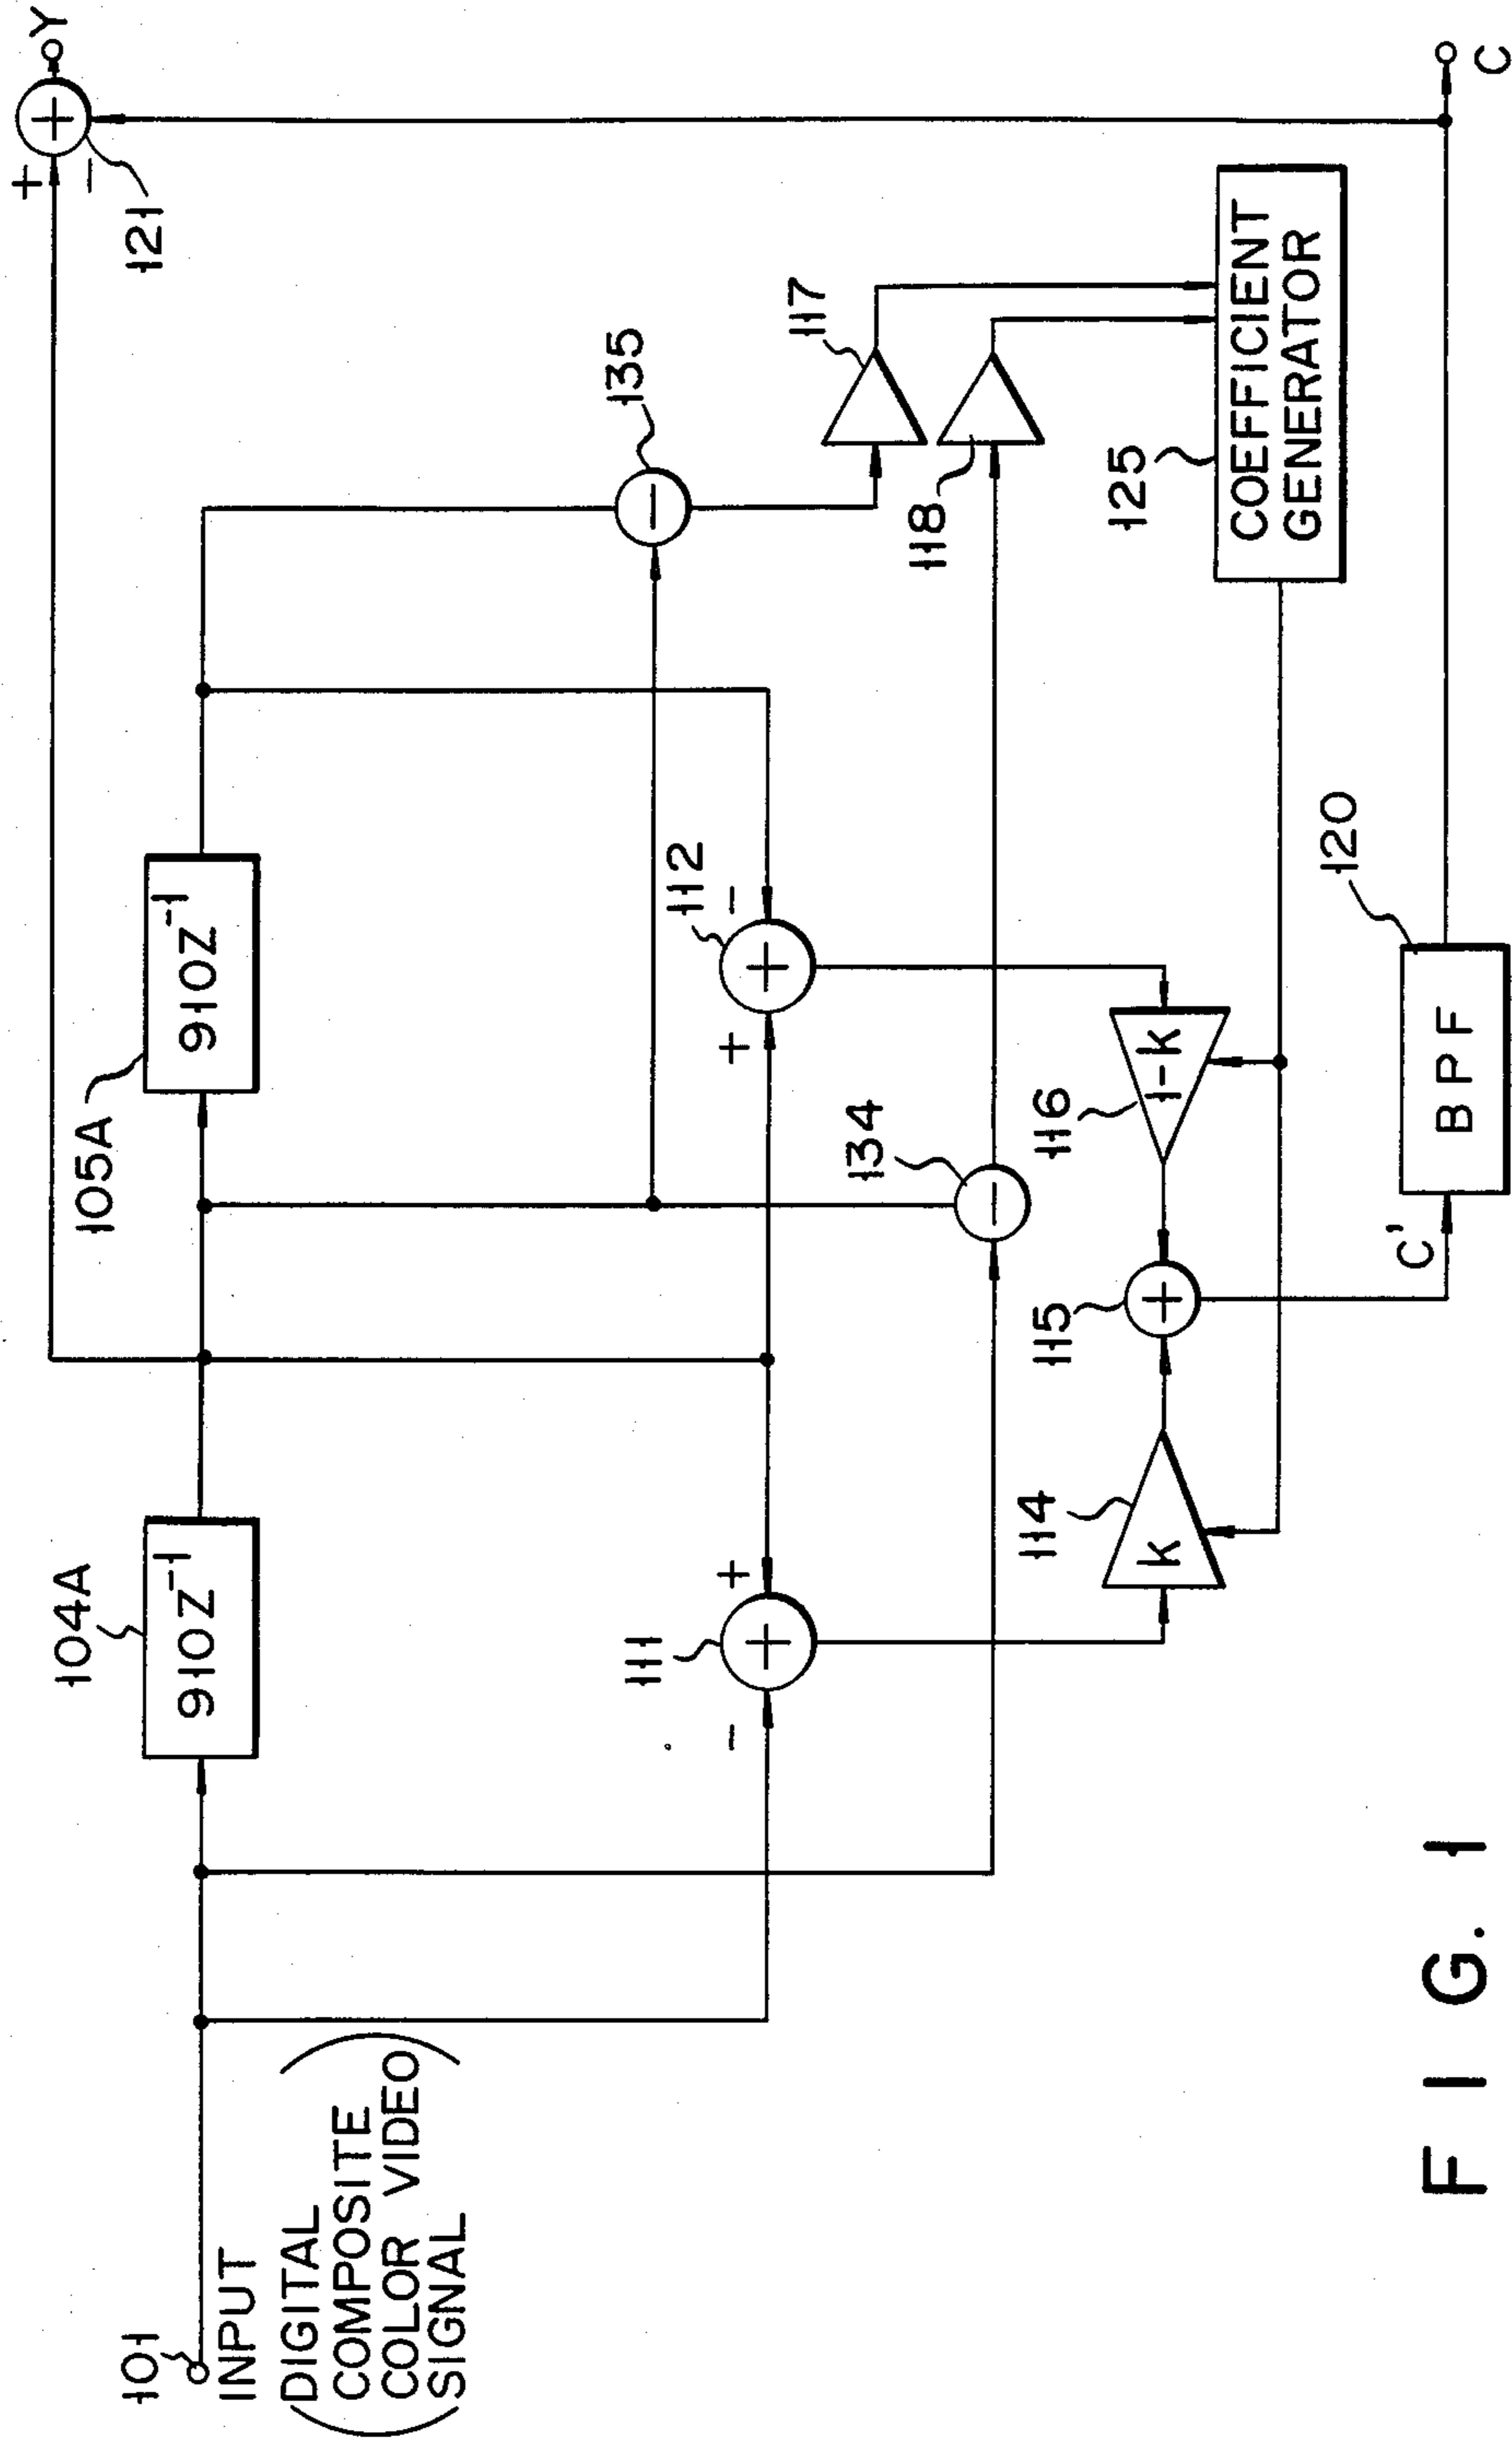 101
INPUT
(DIGITAL
COMPOSITE
COLOR VIDEO
SIGNAL)
104A
910Z⁻¹
105A
910Z⁻¹
+
−
+
121
Y
111
−
+
+
112
+
−
+
135
−
134
−
117
118
114
k
115
+
116
1-k
125
COEFFICIENT
GENERATOR
C'
120
BPF
C
FIG. 1